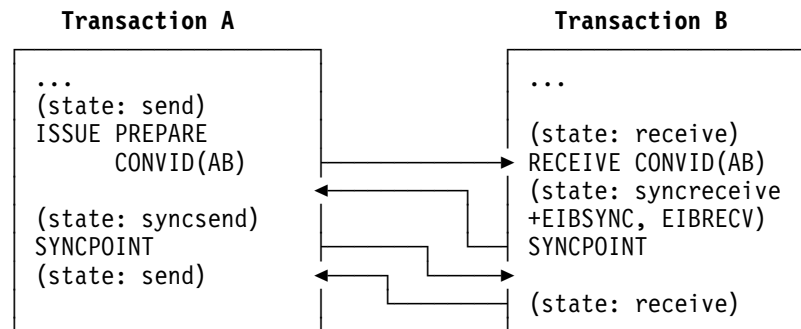 Transaction A
Transaction B
...
(state: send)
ISSUE PREPARE
CONVID(AB)
(state: syncsend)
SYNCPOINT
(state: send)
...
(state: receive)
RECEIVE CONVID(AB)
(state: syncreceive
+EIBSYNC, EIBRECV)
SYNCPOINT
(state: receive)